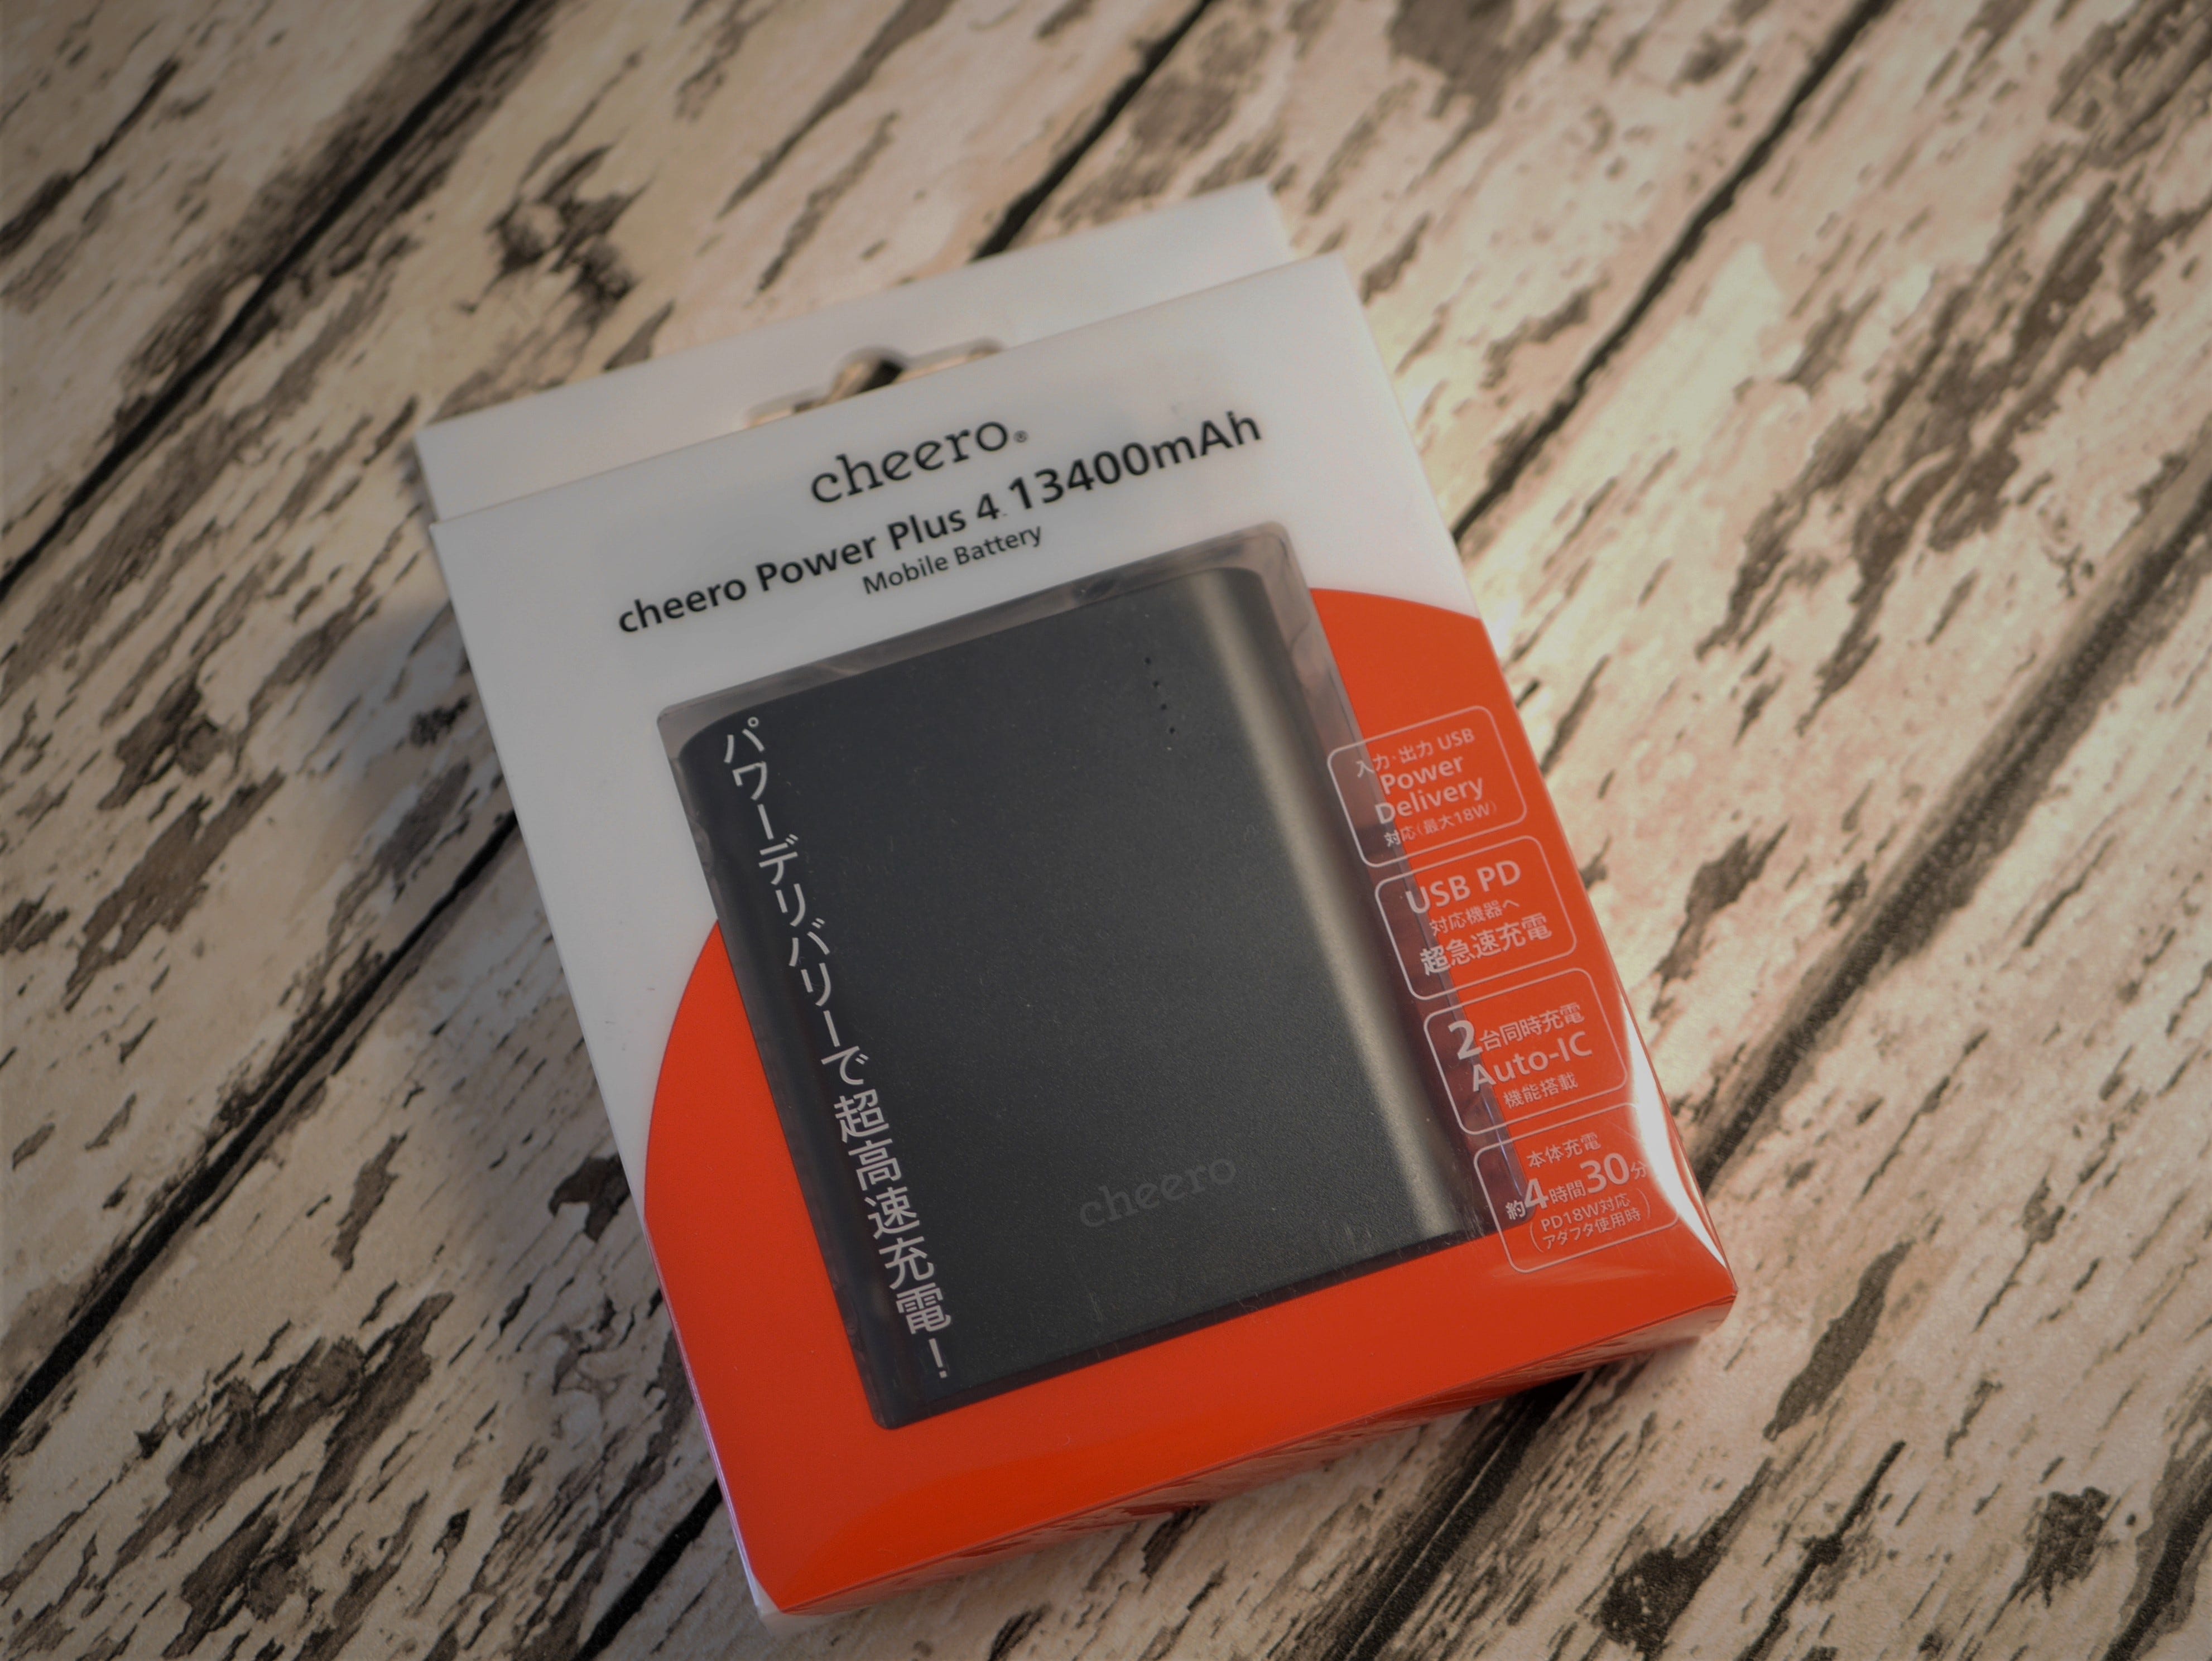 cheero®
cheero Power Plus 4 13400mAh
Mobile Battery
パワーデリバリーで超高速充電！
入力・出力 USB
Power
Delivery
対応（最大18W）
USB PD
対応機器へ
超急速充電
2台同時充電
Auto-IC
機能搭載
本体充電
約4時間30分
(PD18W対応
アダプタ使用時)
cheero